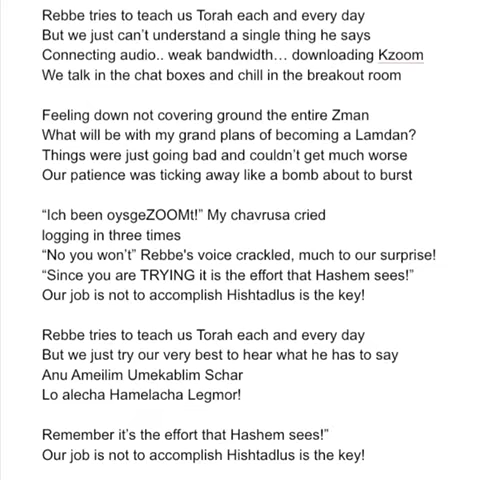 Rebbe tries to teach us Torah each and every day
But we just can't understand a single thing he says
Connecting audio.. weak bandwidth… downloading Kzoom
We talk in the chat boxes and chill in the breakout room
Feeling down not covering ground the entire Zman
What will be with my grand plans of becoming a Lamdan?
Things were just going bad and couldn't get much worse
Our patience was ticking away like a bomb about to burst
“Ich been oysgeZOOMt!” My chavrusa cried
logging in three times
“No you won't” Rebbe's voice crackled, much to our surprise!
“Since you are TRYING it is the effort that Hashem sees!”
Our job is not to accomplish Hishtadlus is the key!
Rebbe tries to teach us Torah each and every day
But we just try our very best to hear what he has to say
Anu Ameilim Umekablim Schar
Lo alecha Hamelacha Legmor!
Remember it's the effort that Hashem sees!”
Our job is not to accomplish Hishtadlus is the key!